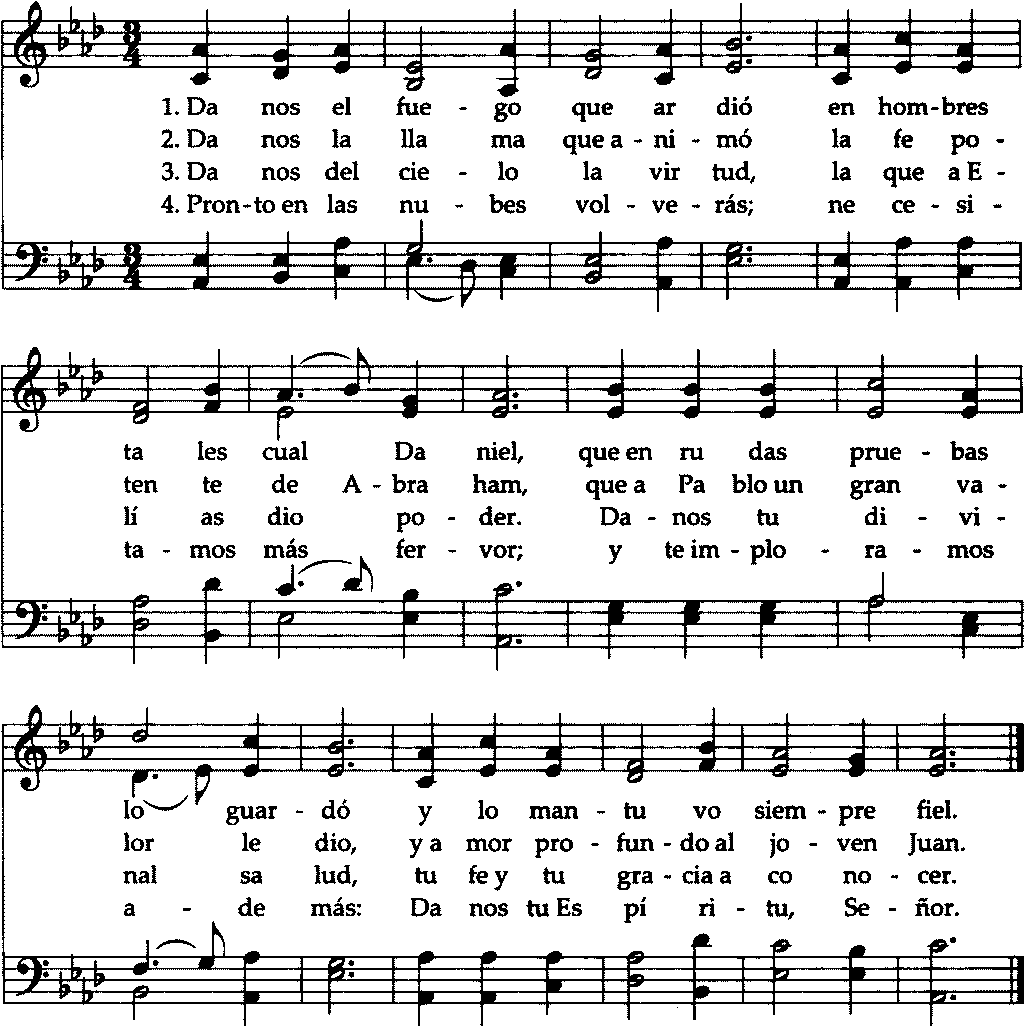 1. Da nos el fue - go que ar dió en hom-bres
2. Da nos la lla ma que a - ni - mó la fe po -
3. Da nos del cie - lo la vir tud, la que a E -
4. Pron-to en las nu - bes vol - ve - rás; ne ce - si -
ta les cual Da niel, que en ru das prue - bas
ten te de A - bra ham, que a Pa blo un gran va -
lí as dio po - der. Da - nos tu di - vi -
ta - mos más fer - vor; y te im - plo - ra - mos
lo guar - dó y lo man - tu vo siem - pre fiel.
lor le dio, y a mor pro - fun - do al jo - ven Juan.
nal sa lud, tu fe y tu gra - cia a co no - cer.
a - de más: Da nos tu Es pí ri - tu, Se - ñor.